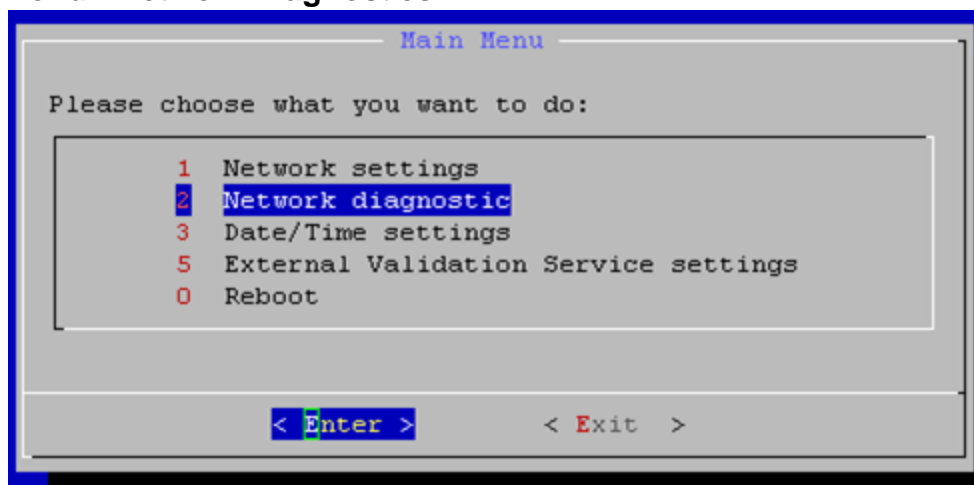 Main Menu
Please choose what you want to do:
1 Network settings
2 Network diagnostic
3 Date/Time settings
5 External Validation Service settings
0 Reboot
< Enter > < Exit >